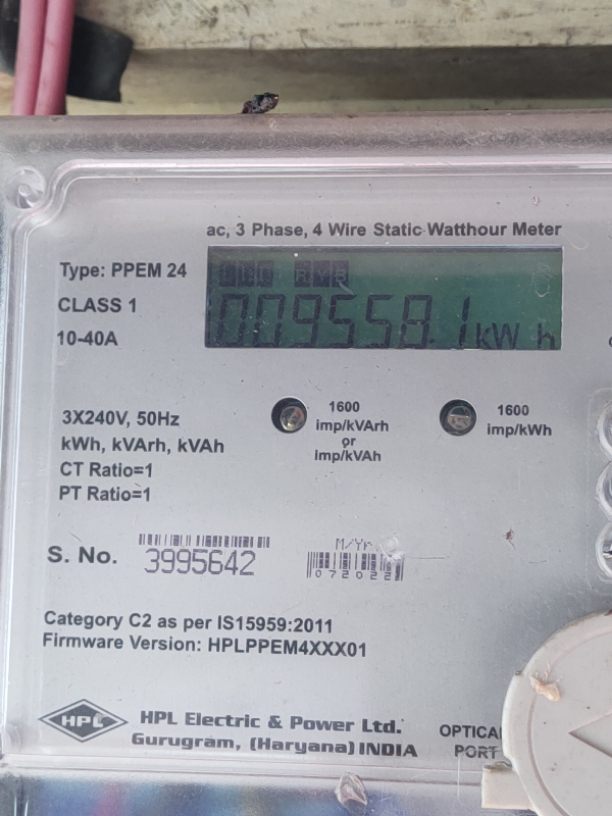 ac, 3 Phase, 4 Wire Static Watthour Meter
Type: PPEM 24
CLASS 1
10-40A
R Y B
009558.1 kW h
3X240V, 50Hz
kWh, kVArh, kVAh
CT Ratio=1
PT Ratio=1
1600
imp/kVArh
or
imp/kVAh
1600
imp/kWh
S. No. 3995642
M/Yr
072022
Category C2 as per IS15959:2011
Firmware Version: HPLPPEM4XXX01
HPL
HPL Electric & Power Ltd.
Gurugram, (Haryana) INDIA
OPTICAL
PORT